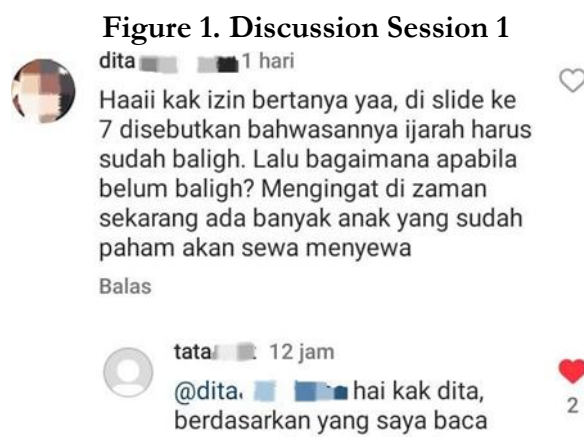 Figure 1. Discussion Session 1
dita 1 hari
Haaii kak izin bertanya yaa, di slide ke
7 disebutkan bahwasannya ijarah harus
sudah baligh. Lalu bagaimana apabila
belum baligh? Mengingat di zaman
sekarang ada banyak anak yang sudah
paham akan sewa menyewa
Balas
tata 12 jam
@dita hai kak dita,
berdasarkan yang saya baca
2